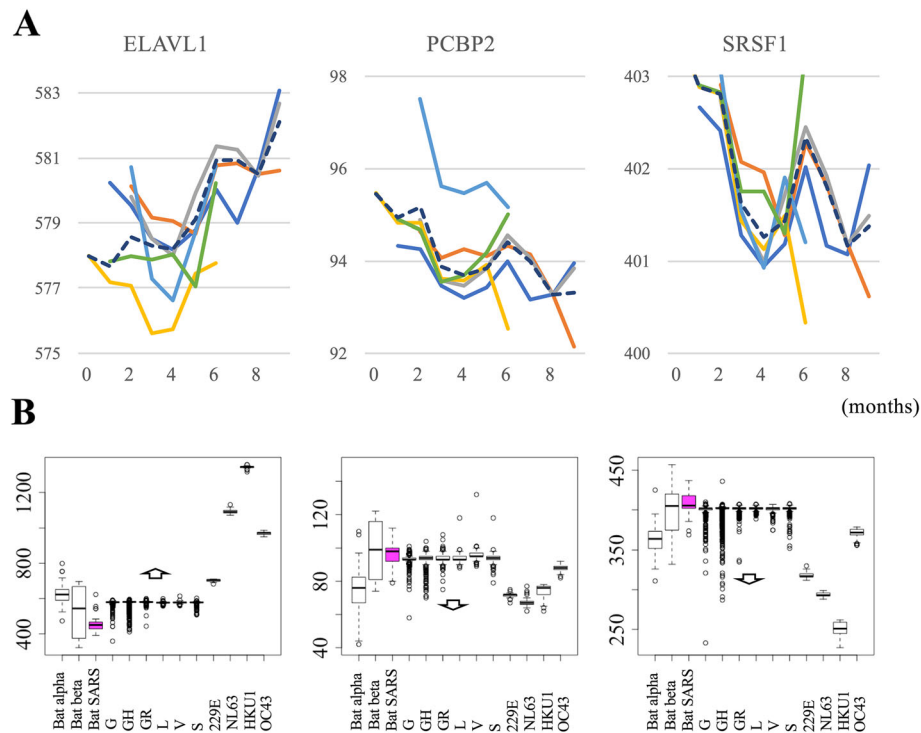 A
ELAVL1 PCBP2 SRSF1
583 98 403
581 96 402
579
577 94 401
575 92 400
0 2 4 6 8 0 2 4 6 8 0 2 4 6 8
(months)
B
400 800 1200 40 80 120 250 350 450
Bat alpha Bat beta Bat SARS G GH GR L V S 229E NL63 HKU1 OC43 Bat alpha Bat beta Bat SARS G GH GR L V S 229E NL63 HKU1 OC43 Bat alpha Bat beta Bat SARS G GH GR L V S 229E NL63 HKU1 OC43